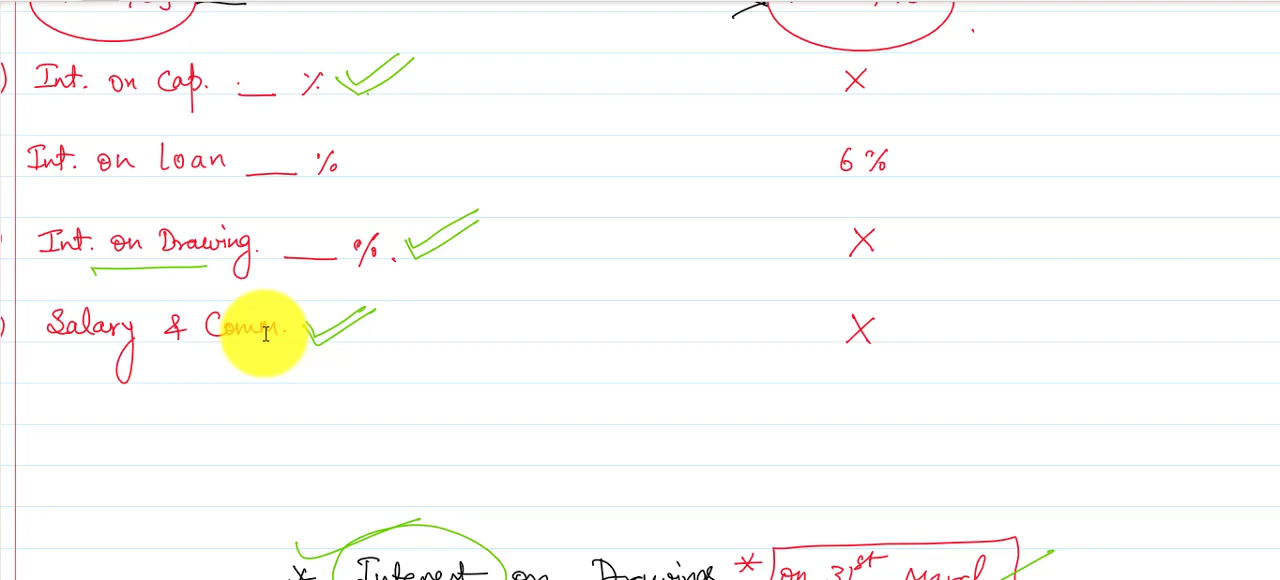 ) Int. on Cap. ___ % X
Int. on Loan ___ % 6%
Int. on Drawing. ___ %. X
) Salary & Comm. X
* Interest on Drawings * on 31st March